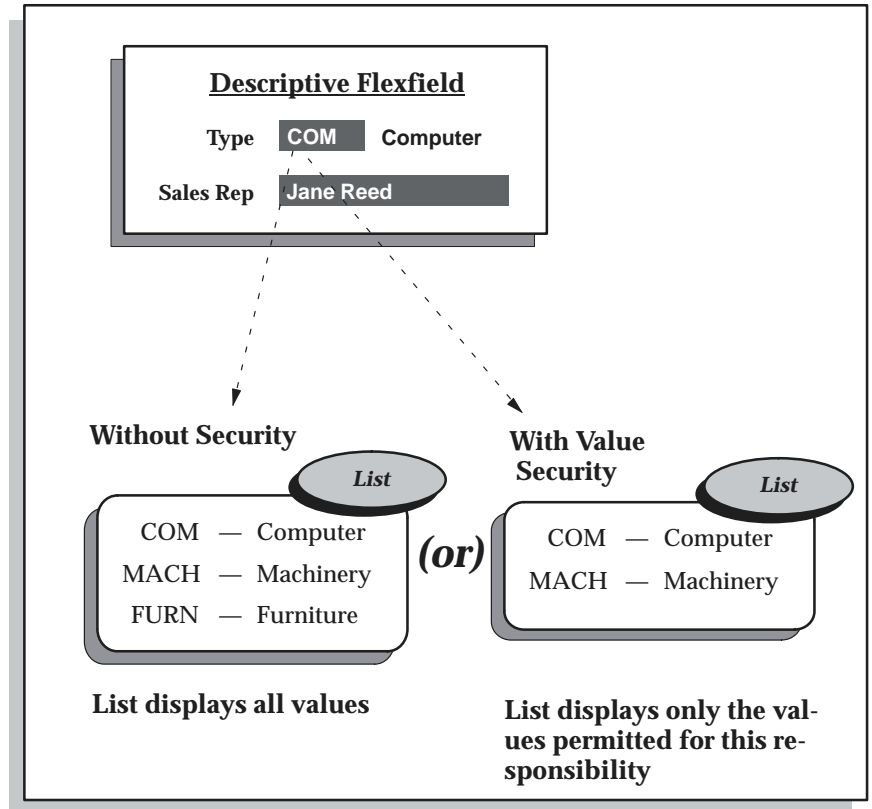 Descriptive Flexfield
Type COM Computer
Sales Rep Jane Reed
Without Security
List
COM — Computer
MACH — Machinery
FURN — Furniture
List displays all values
(or)
With Value
Security
List
COM — Computer
MACH — Machinery
List displays only the val-
ues permitted for this re-
sponsibility